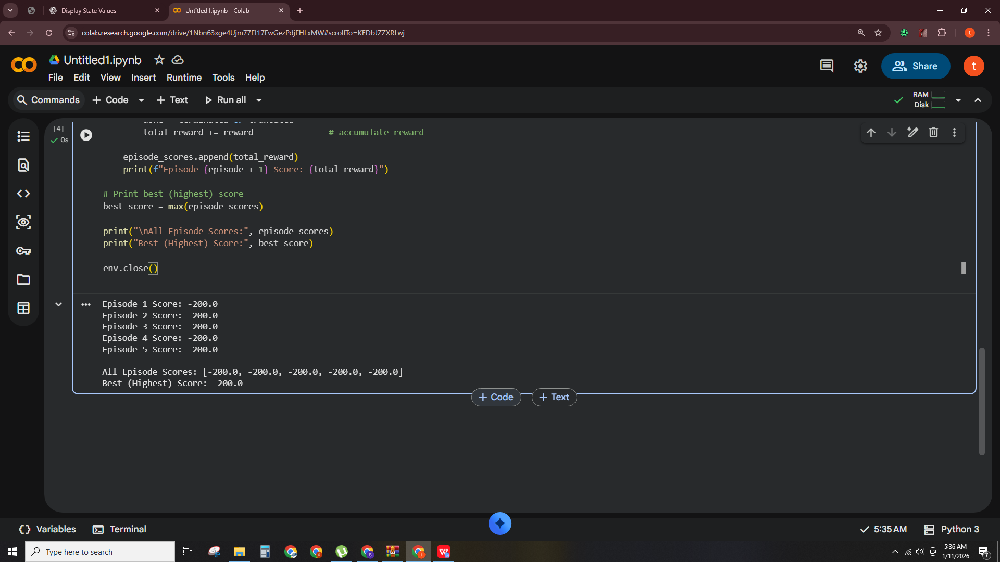 Display State Values
Untitled1.ipynb - Colab
colab.research.google.com/drive/1Nbn63xge4Ujm77FI17FwGezPdjFHLxMW#scrollTo=KEDbJZZXRLwj
t
Untitled1.ipynb
File Edit View Insert Runtime Tools Help
Share
t
Commands + Code + Text Run all
RAM
Disk
[4]
0s
total_reward += reward # accumulate reward
episode_scores.append(total_reward)
print(f"Episode {episode + 1} Score: {total_reward}")
# Print best (highest) score
best_score = max(episode_scores)
print("\nAll Episode Scores:", episode_scores)
print("Best (Highest) Score:", best_score)
env.close()
Episode 1 Score: -200.0
Episode 2 Score: -200.0
Episode 3 Score: -200.0
Episode 4 Score: -200.0
Episode 5 Score: -200.0
All Episode Scores: [-200.0, -200.0, -200.0, -200.0, -200.0]
Best (Highest) Score: -200.0
+ Code + Text
Variables Terminal
5:35 AM Python 3
Type here to search
5:36 AM
1/11/2026
7